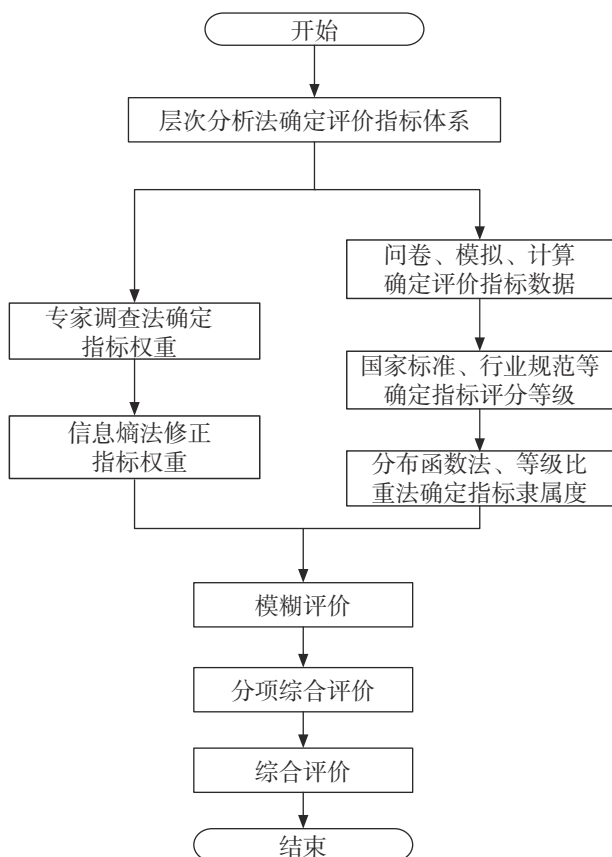 开始
层次分析法确定评价指标体系
专家调查法确定
指标权重
信息熵法修正
指标权重
问卷、模拟、计算
确定评价指标数据
国家标准、行业规范等
确定指标评分等级
分布函数法、等级比
重法确定指标隶属度
模糊评价
分项综合评价
综合评价
结束